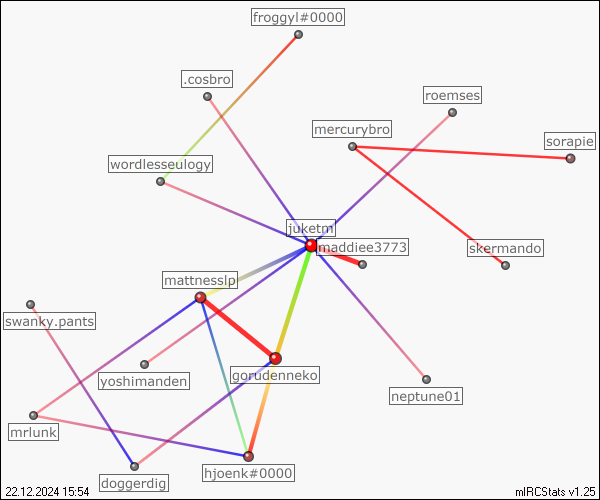 froggyl#0000
.cosbro
roemses
mercurybro
sorapie
wordlesseulogy
juketm
maddiee3773
skermando
mattnesslp
swanky.pants
gorudenneko
yoshimanden
neptune01
mrlunk
hjoenk#0000
doggerdig
22.12.2024 15:54
mIRCStats v1.25